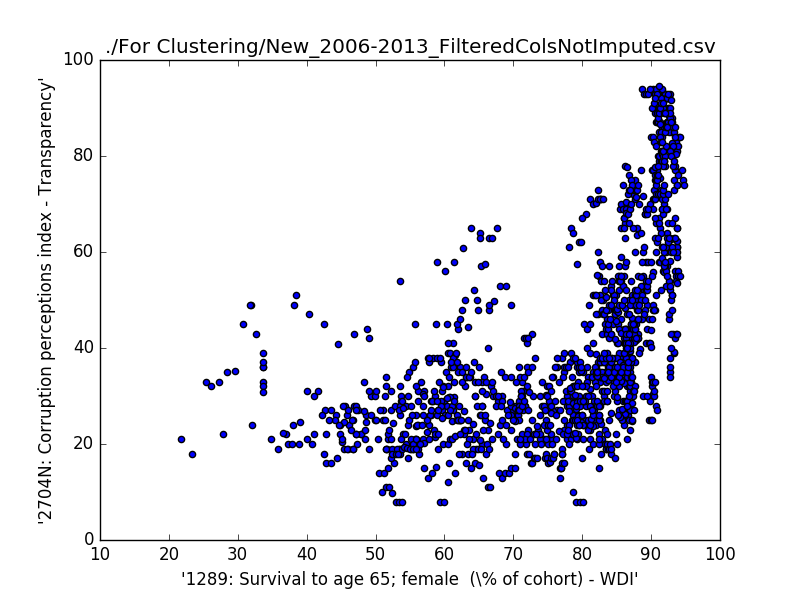 ./For Clustering/New_2006-2013_FilteredColsNotImputed.csv
100
80
60
40
20
0
'2704N: Corruption perceptions index - Transparency'
10 20 30 40 50 60 70 80 90 100
'1289: Survival to age 65; female  (\% of cohort) - WDI'